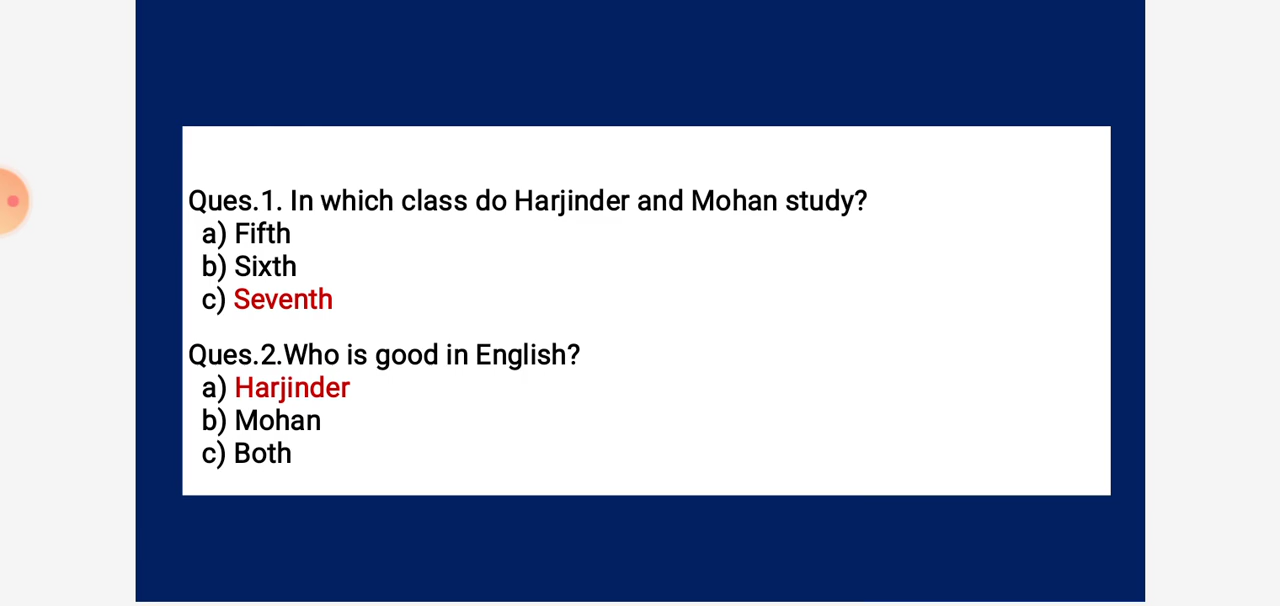 Ques.1. In which class do Harjinder and Mohan study?
a) Fifth
b) Sixth
c) Seventh
Ques.2.Who is good in English?
a) Harjinder
b) Mohan
c) Both